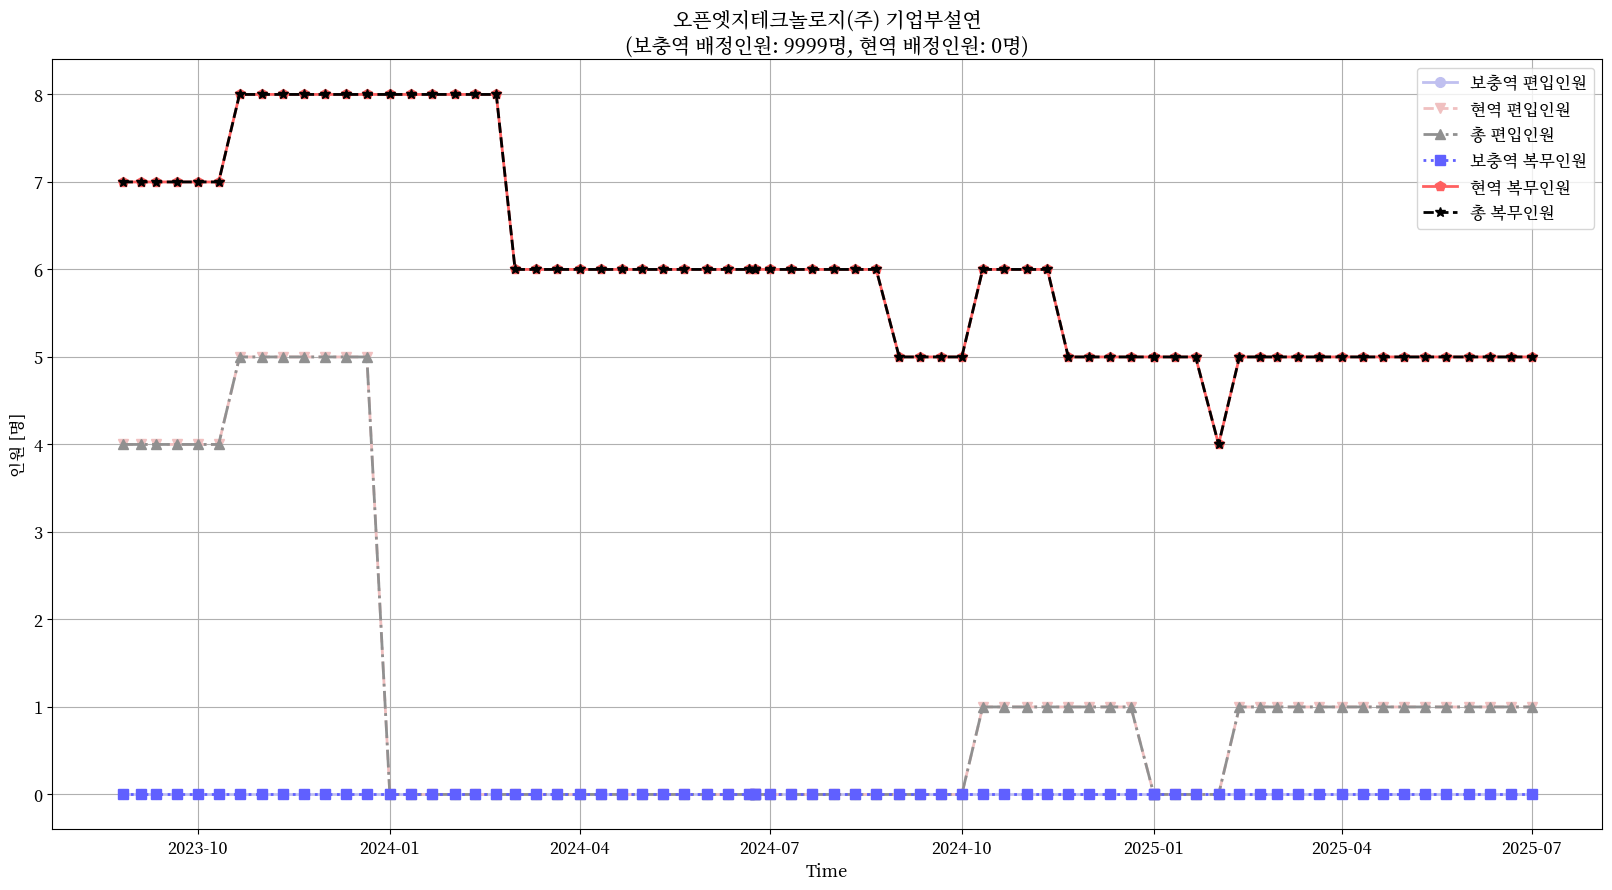 오픈엣지테크놀로지(주) 기업부설연
(보충역 배정인원: 9999명, 현역 배정인원: 0명)
보충역 편입인원
현역 편입인원
총 편입인원
보충역 복무인원
현역 복무인원
총 복무인원
인원 [명]
8
7
6
5
4
3
2
1
0
2023-10
2024-01
2024-04
2024-07
2024-10
2025-01
2025-04
2025-07
Time